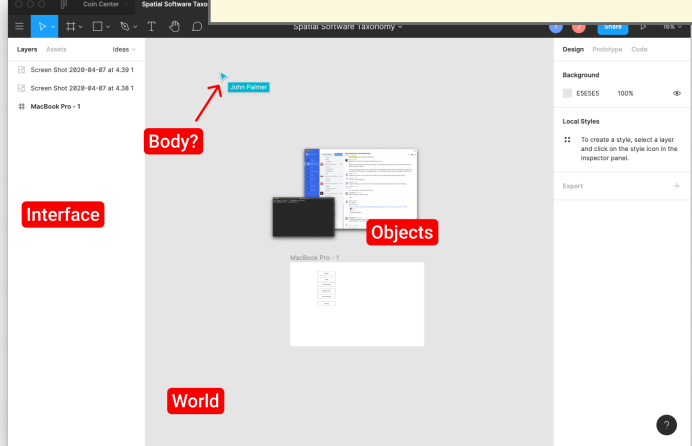 Coin Center
Spatial Software Taxo
Spatial Software Taxonomy
Share
16%
Layers
Assets
Ideas
Design
Prototype
Code
Screen Shot 2020-04-07 at 4.39 1
Screen Shot 2020-04-07 at 4.38 1
MacBook Pro - 1
John Palmer
Body?
Background
E5E5E5
100%
Local Styles
To create a style, select a layer
and click on the style icon in the
inspector panel.
Export
Interface
Objects
MacBook Pro - 1
World
?